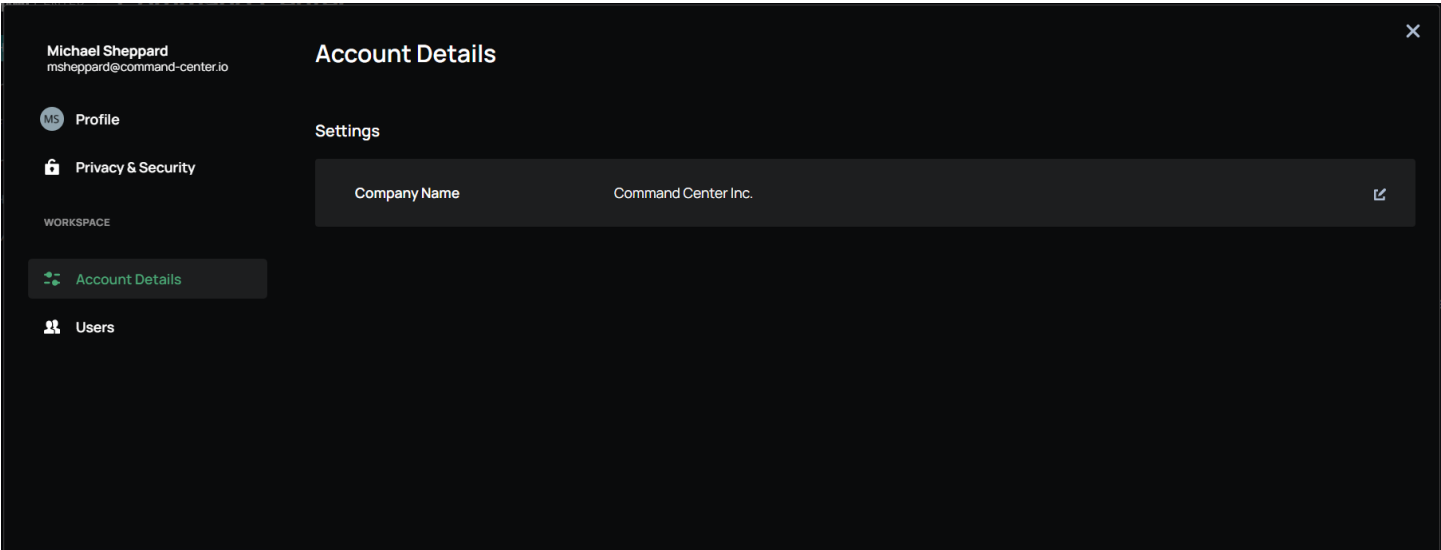 Michael Sheppard
msheppard@command-center.io
MS Profile
Privacy & Security
WORKSPACE
Account Details
Users
Account Details
Settings
Company Name Command Center Inc.